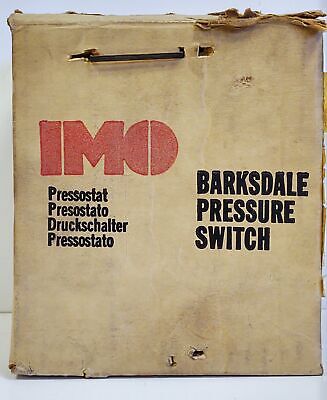 IMO
Pressostat
Presostato
Druckschalter
Pressostato
BARKSDALE
PRESSURE
SWITCH